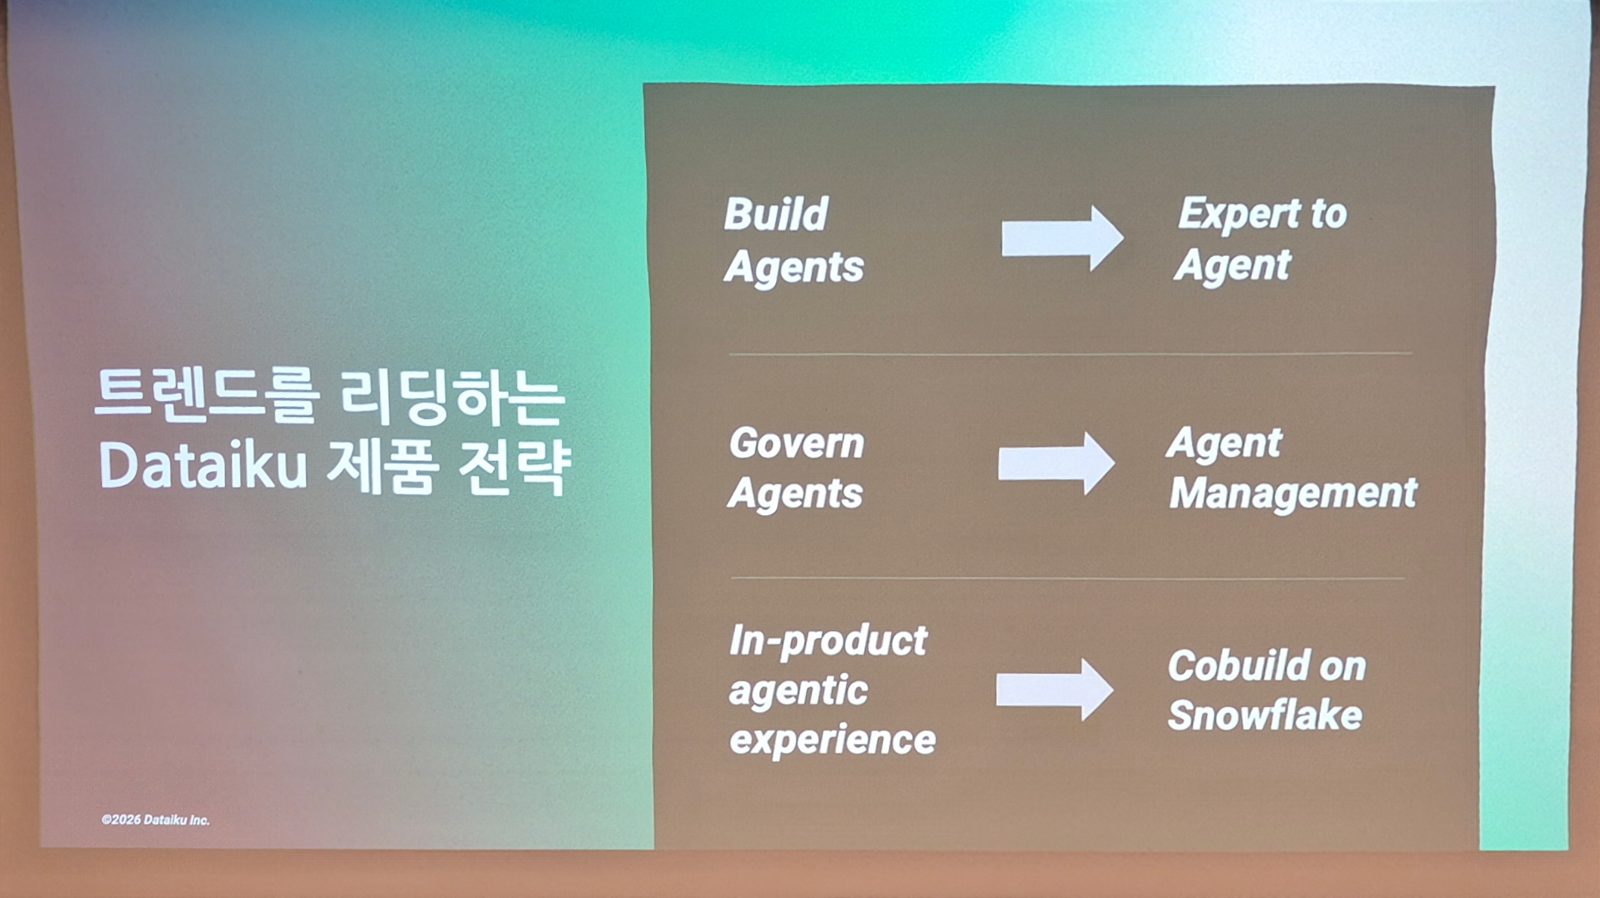 트렌드를 리딩하는
Dataiku 제품 전략
Build
Agents
Expert to
Agent
Govern
Agents
Agent
Management
In-product
agentic
experience
Cobuild on
Snowflake
©2026 Dataiku Inc.